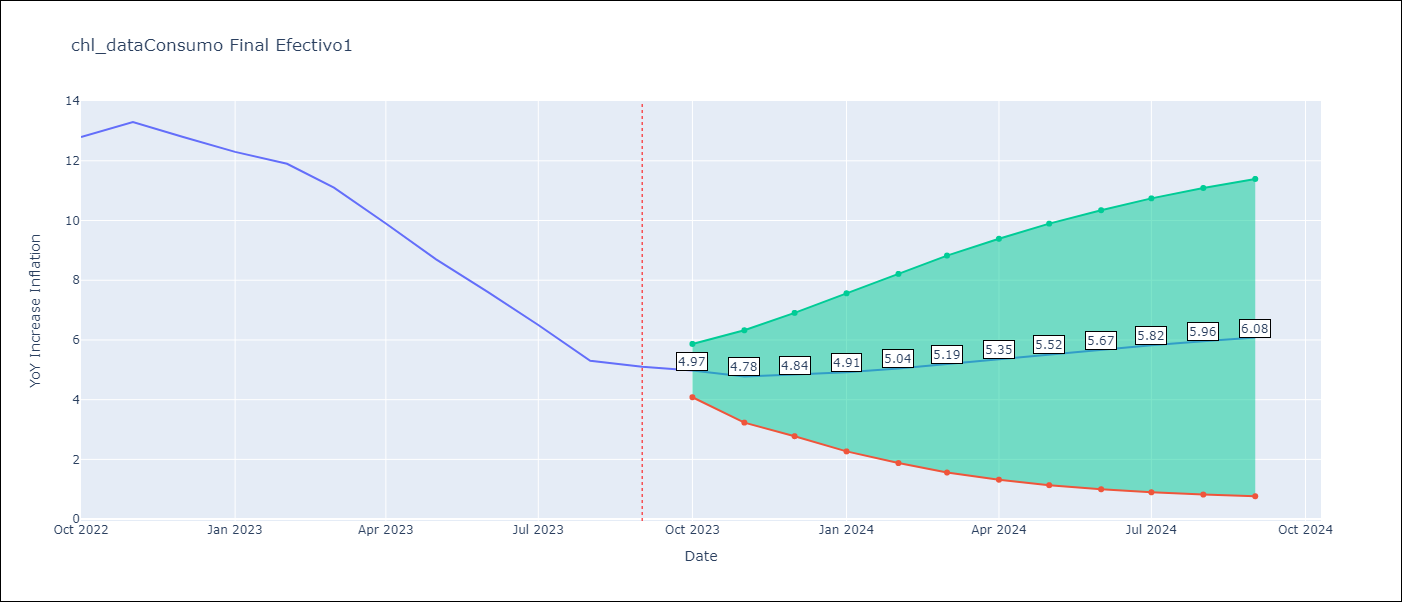 chl_dataConsumo Final Efectivo1
YoY Increase Inflation
14
12
10
8
6
4
2
0
4.97
4.78
4.84
4.91
5.04
5.19
5.35
5.52
5.67
5.82
5.96
6.08
Oct 2022
Jan 2023
Apr 2023
Jul 2023
Oct 2023
Jan 2024
Apr 2024
Jul 2024
Oct 2024
Date